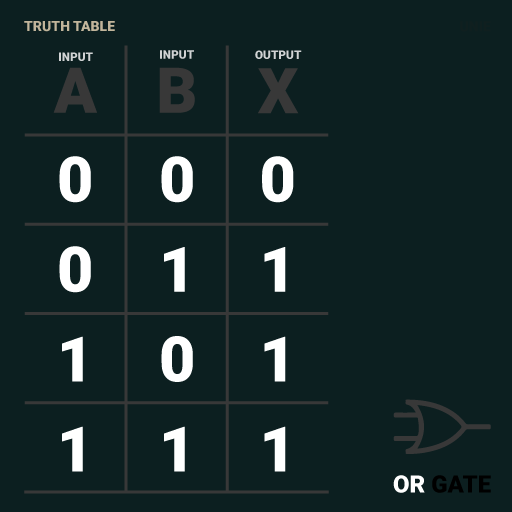 TRUTH TABLE
INPUT INPUT OUTPUT
A B X
0 0 0
0 1 1
1 0 1
1 1 1
OR GATE